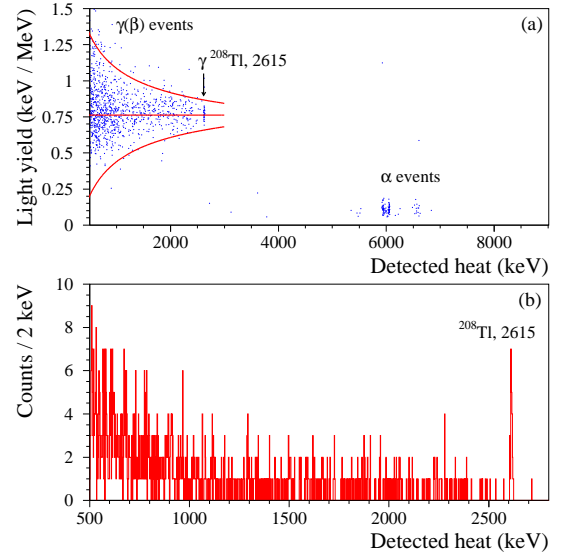 (a)
γ(β) events
γ ²⁰⁸Tl, 2615
α events
Light yield (keV / MeV)
1.5
1.25
1
0.75
0.5
0.25
0
2000
4000
6000
8000
Detected heat (keV)
(b)
²⁰⁸Tl, 2615
Counts / 2 keV
10
8
6
4
2
0
500
1000
1500
2000
2500
Detected heat (keV)